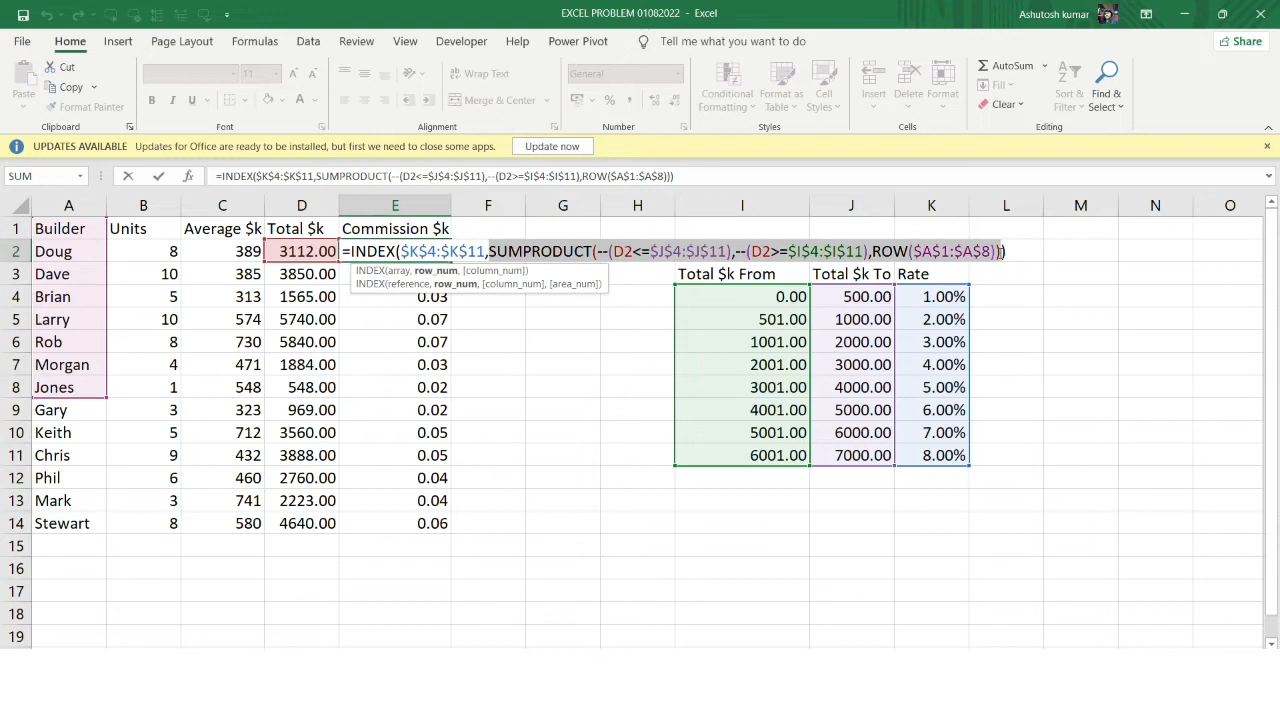 EXCEL PROBLEM 01082022 - Excel
Ashutosh kumar
File Home Insert Page Layout Formulas Data Review View Developer Help Power Pivot Tell me what you want to do
Share
Paste
Cut
Copy
Format Painter
Clipboard
11
B I U
Font
Wrap Text
Merge & Center
Alignment
General
Number
Conditional Formatting
Format as Table
Cell Styles
Styles
Insert Delete Format
Cells
AutoSum
Fill
Clear
Sort & Filter
Find & Select
Editing
UPDATES AVAILABLE Updates for Office are ready to be installed, but first we need to close some apps. Update now
SUM fx =INDEX($K$4:$K$11,SUMPRODUCT(--(D2<=$J$4:$J$11),--(D2>=$I$4:$I$11),ROW($A$1:$A$8)))
A B C D E F G H I J K L M N O
1 Builder Units Average $k Total $k Commission $k
2 Doug 8 389 3112.00 =INDEX($K$4:$K$11,SUMPRODUCT(--(D2<=$J$4:$J$11),--(D2>=$I$4:$I$11),ROW($A$1:$A$8)))
INDEX(array, row_num, [column_num])
INDEX(reference, row_num, [column_num], [area_num])
3 Dave 10 385 3850.00 Total $k From Total $k To Rate
4 Brian 5 313 1565.00 0.03 0.00 500.00 1.00%
5 Larry 10 574 5740.00 0.07 501.00 1000.00 2.00%
6 Rob 8 730 5840.00 0.07 1001.00 2000.00 3.00%
7 Morgan 4 471 1884.00 0.03 2001.00 3000.00 4.00%
8 Jones 1 548 548.00 0.02 3001.00 4000.00 5.00%
9 Gary 3 323 969.00 0.02 4001.00 5000.00 6.00%
10 Keith 5 712 3560.00 0.05 5001.00 6000.00 7.00%
11 Chris 9 432 3888.00 0.05 6001.00 7000.00 8.00%
12 Phil 6 460 2760.00 0.04
13 Mark 3 741 2223.00 0.04
14 Stewart 8 580 4640.00 0.06
15
16
17
18
19